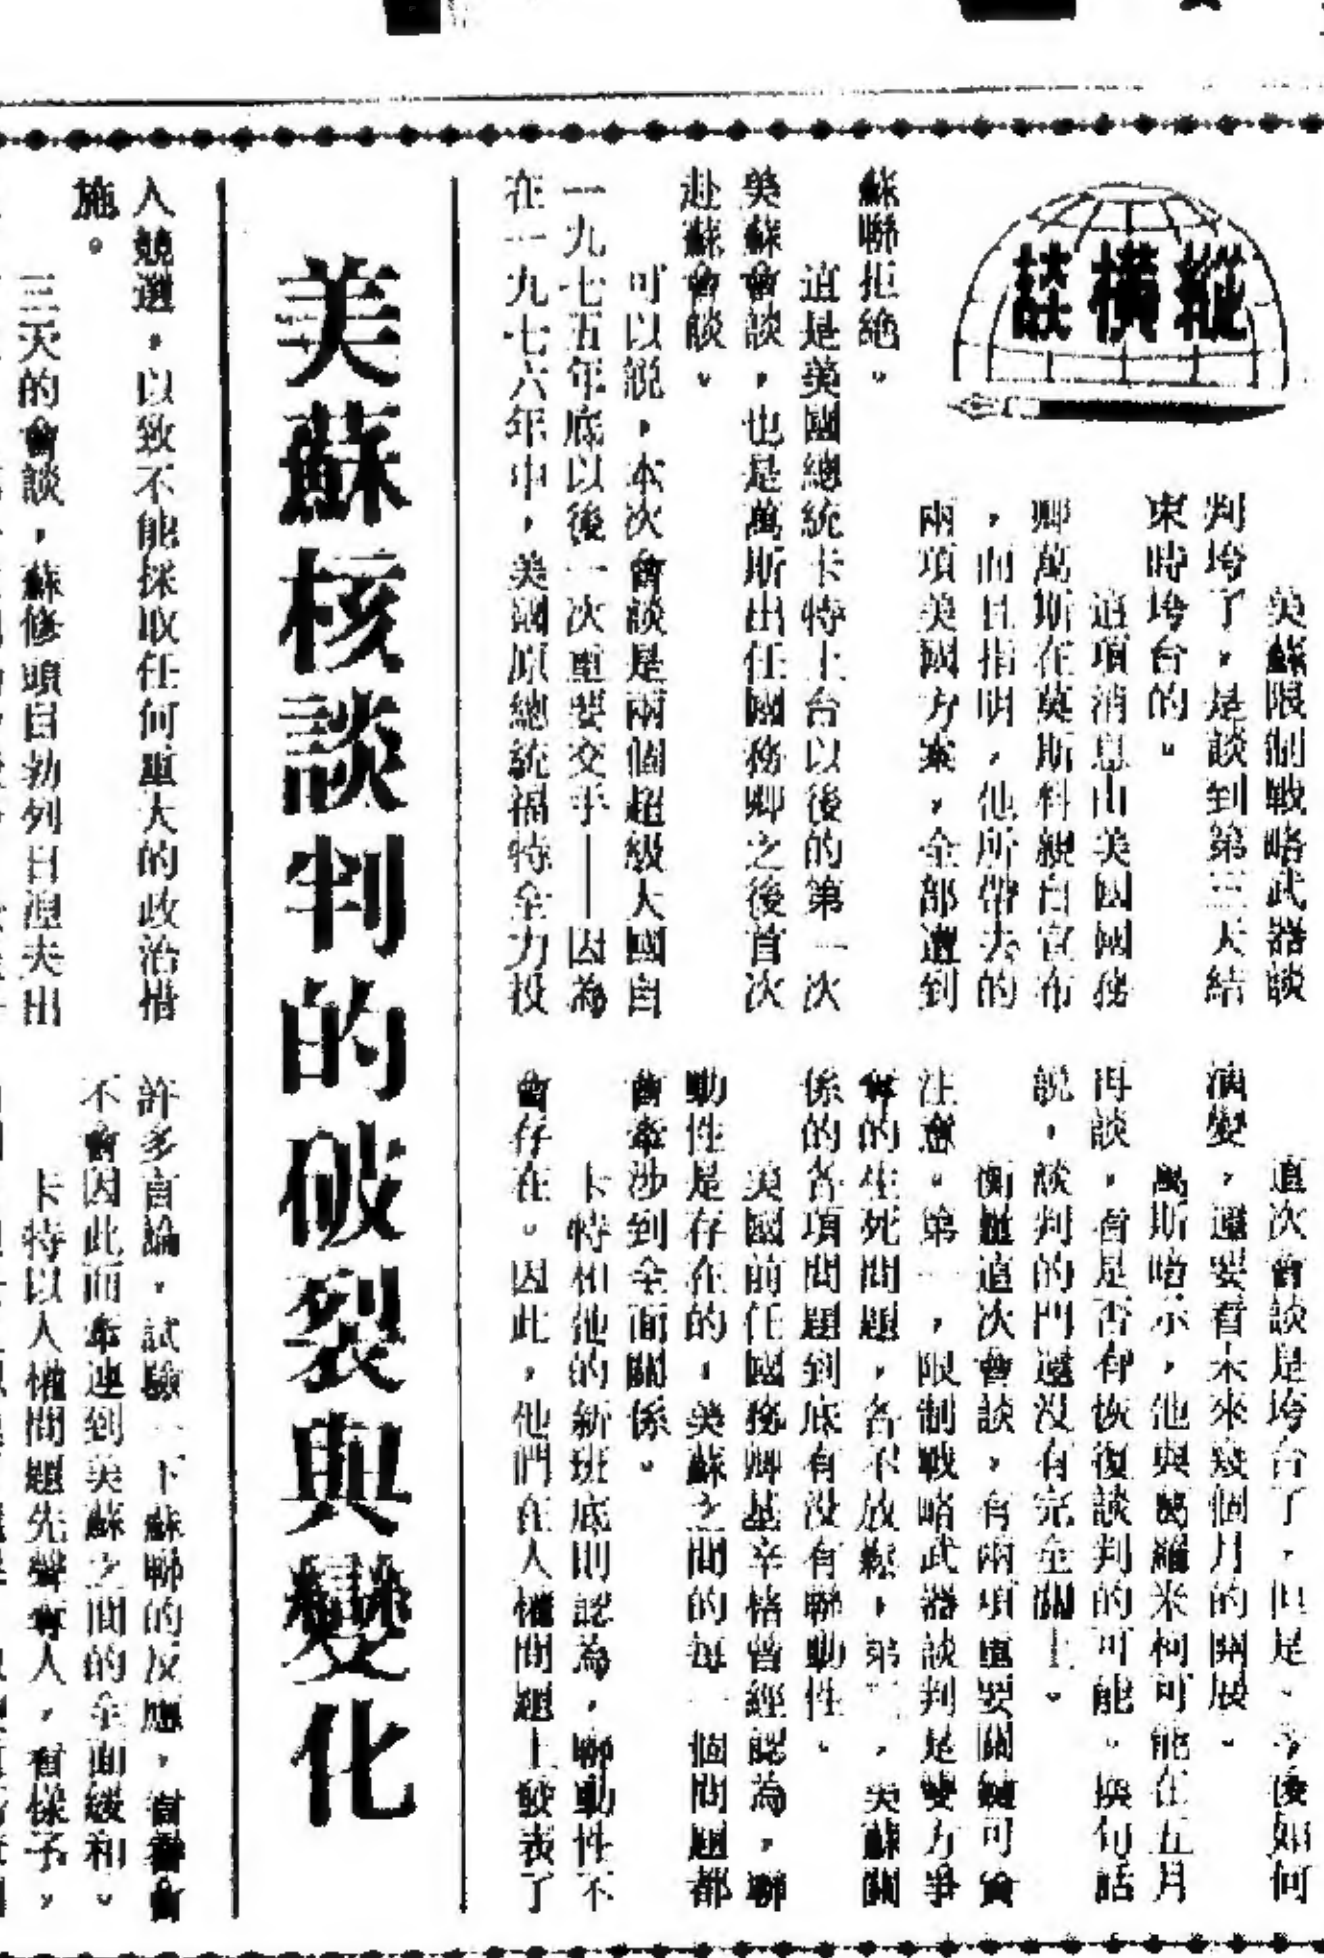 縱橫談
美蘇核談判的破裂與變化
美蘇限制戰略武器談
判垮了，是談到第三天結
束時垮台的。
這項消息由美國國務
卿萬斯在莫斯科親自宣布
，而且指明，他所帶去的
兩項美國方案，全部遭到
蘇聯拒絶。
這是美國總統卡特上台以後的第一次
美蘇會談，也是萬斯出任國務卿之後首次
赴蘇會談。
可以説，本次會談是兩個超級大國自
一九七五年底以後一次重要交手——因為
在一九七六年中，美國原總統福特全力投
入競選，以致不能採取任何重大的政治措
施。
三天的會談，蘇修頭目勃列日湼夫出
這次會談是垮台了，但是，今後如何
演變，還要看未來幾個月的開展。
萬斯暗示，他與葛羅米柯可能在五月
再談，看是否有恢復談判的可能。換句話
説，談判的門還没有完全關上。
衡量這次會談，有兩項重要關鍵可資
注意。第一，限制戰略武器談判是雙方爭
奪的生死問題，各不放鬆，第二，美蘇關
係的各項問題到底有没有聯動性。
美國前任國務卿基辛格曾經認為，聯
動性是存在的，美蘇之間的每一個問題都
會牽涉到全面關係。
卡特和他的新班底則認為，聯動性不
會存在。因此，他們在人權問題上發表了
許多言論，試驗一下蘇聯的反應，當會
不會因此而牽連到美蘇之間的全面緩和。
卡特以人權問題先聲奪人，看樣子，